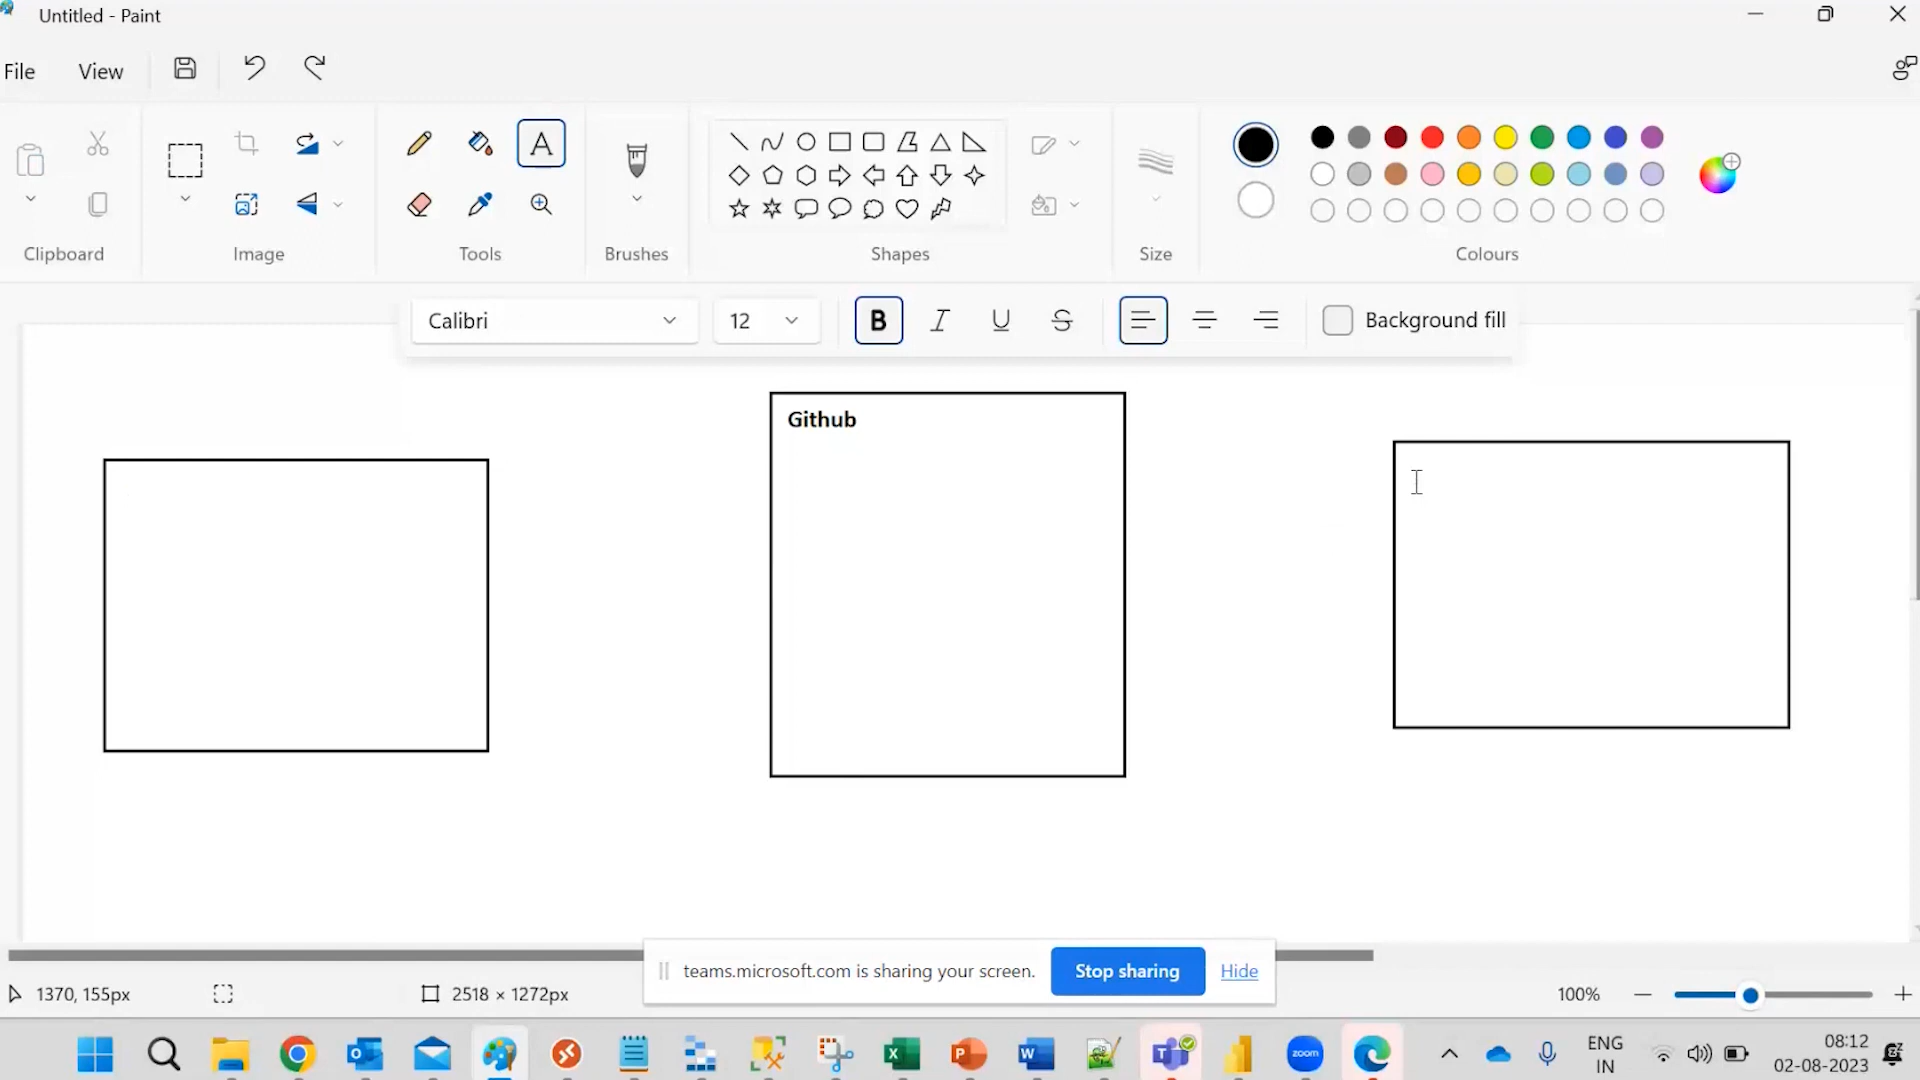 Untitled - Paint
File View
Clipboard
Image
Tools
Brushes
Shapes
Size
Colours
Calibri 12 B I U S Background fill
Github
teams.microsoft.com is sharing your screen. Stop sharing Hide
1370, 155px 2518 × 1272px 100%
zoom
ENG
IN
08:12
02-08-2023